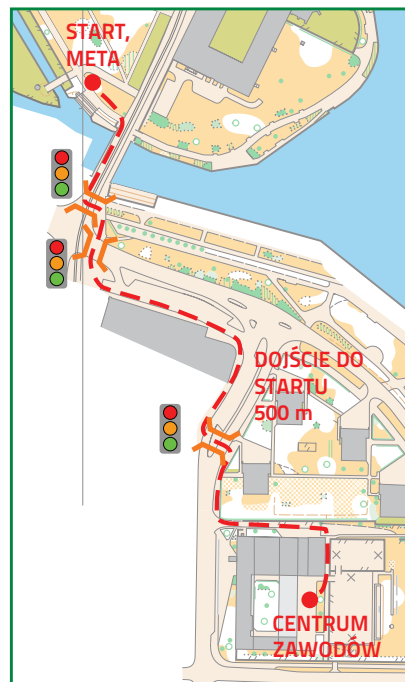 START,
META
DOJŚCIE DO
STARTU
500 m
CENTRUM
ZAWODÓW